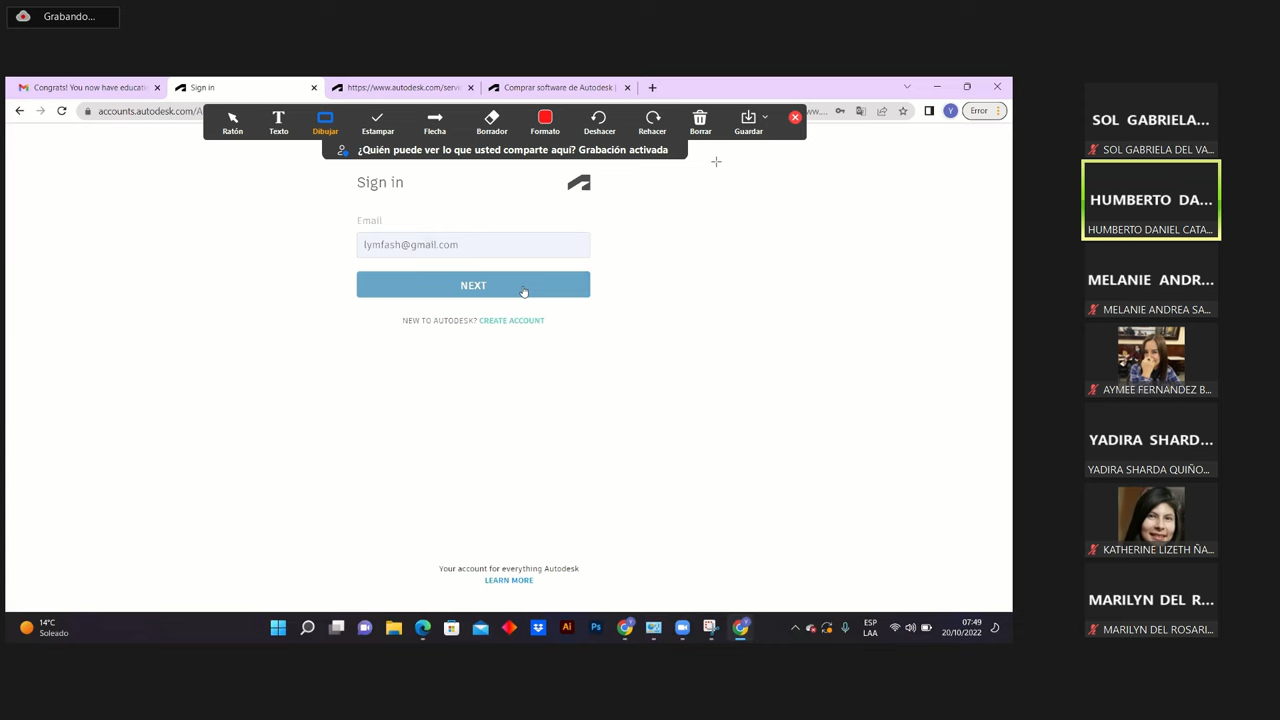 Grabando...
Congrats! You now have educati
Sign in
https://www.autodesk.com/servi
Comprar software de Autodesk |
accounts.autodesk.com/A
www....
Error
Ratón
Texto
Dibujar
Estampar
Flecha
Borrador
Formato
Deshacer
Rehacer
Borrar
Guardar
¿Quién puede ver lo que usted comparte aquí? Grabación activada
Sign in
Email
lymfash@gmail.com
NEXT
NEW TO AUTODESK? CREATE ACCOUNT
Your account for everything Autodesk
LEARN MORE
14°C
Soleado
ESP
LAA
07:49
20/10/2022
SOL GABRIELA...
SOL GABRIELA DEL VA...
HUMBERTO DA...
HUMBERTO DANIEL CATA...
MELANIE ANDR...
MELANIE ANDREA SA...
AYMEE FERNANDEZ B...
YADIRA SHARD...
YADIRA SHARDA QUIÑO...
KATHERINE LIZETH ÑA...
MARILYN DEL R...
MARILYN DEL ROSARI...